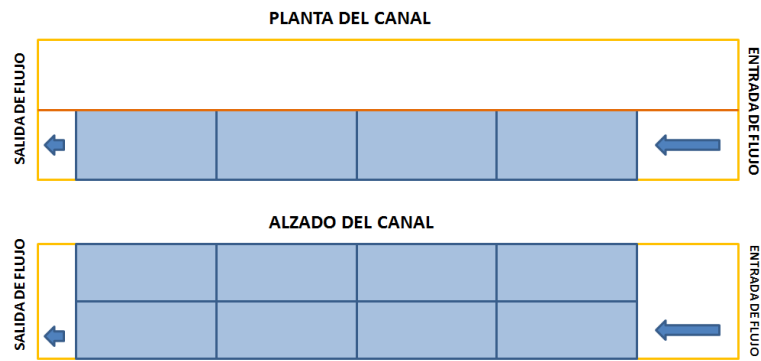 PLANTA DEL CANAL
SALIDA DE FLUJO
ENTRADA DE FLUJO
ALZADO DEL CANAL
SALIDA DE FLUJO
ENTRADA DE FLUJO